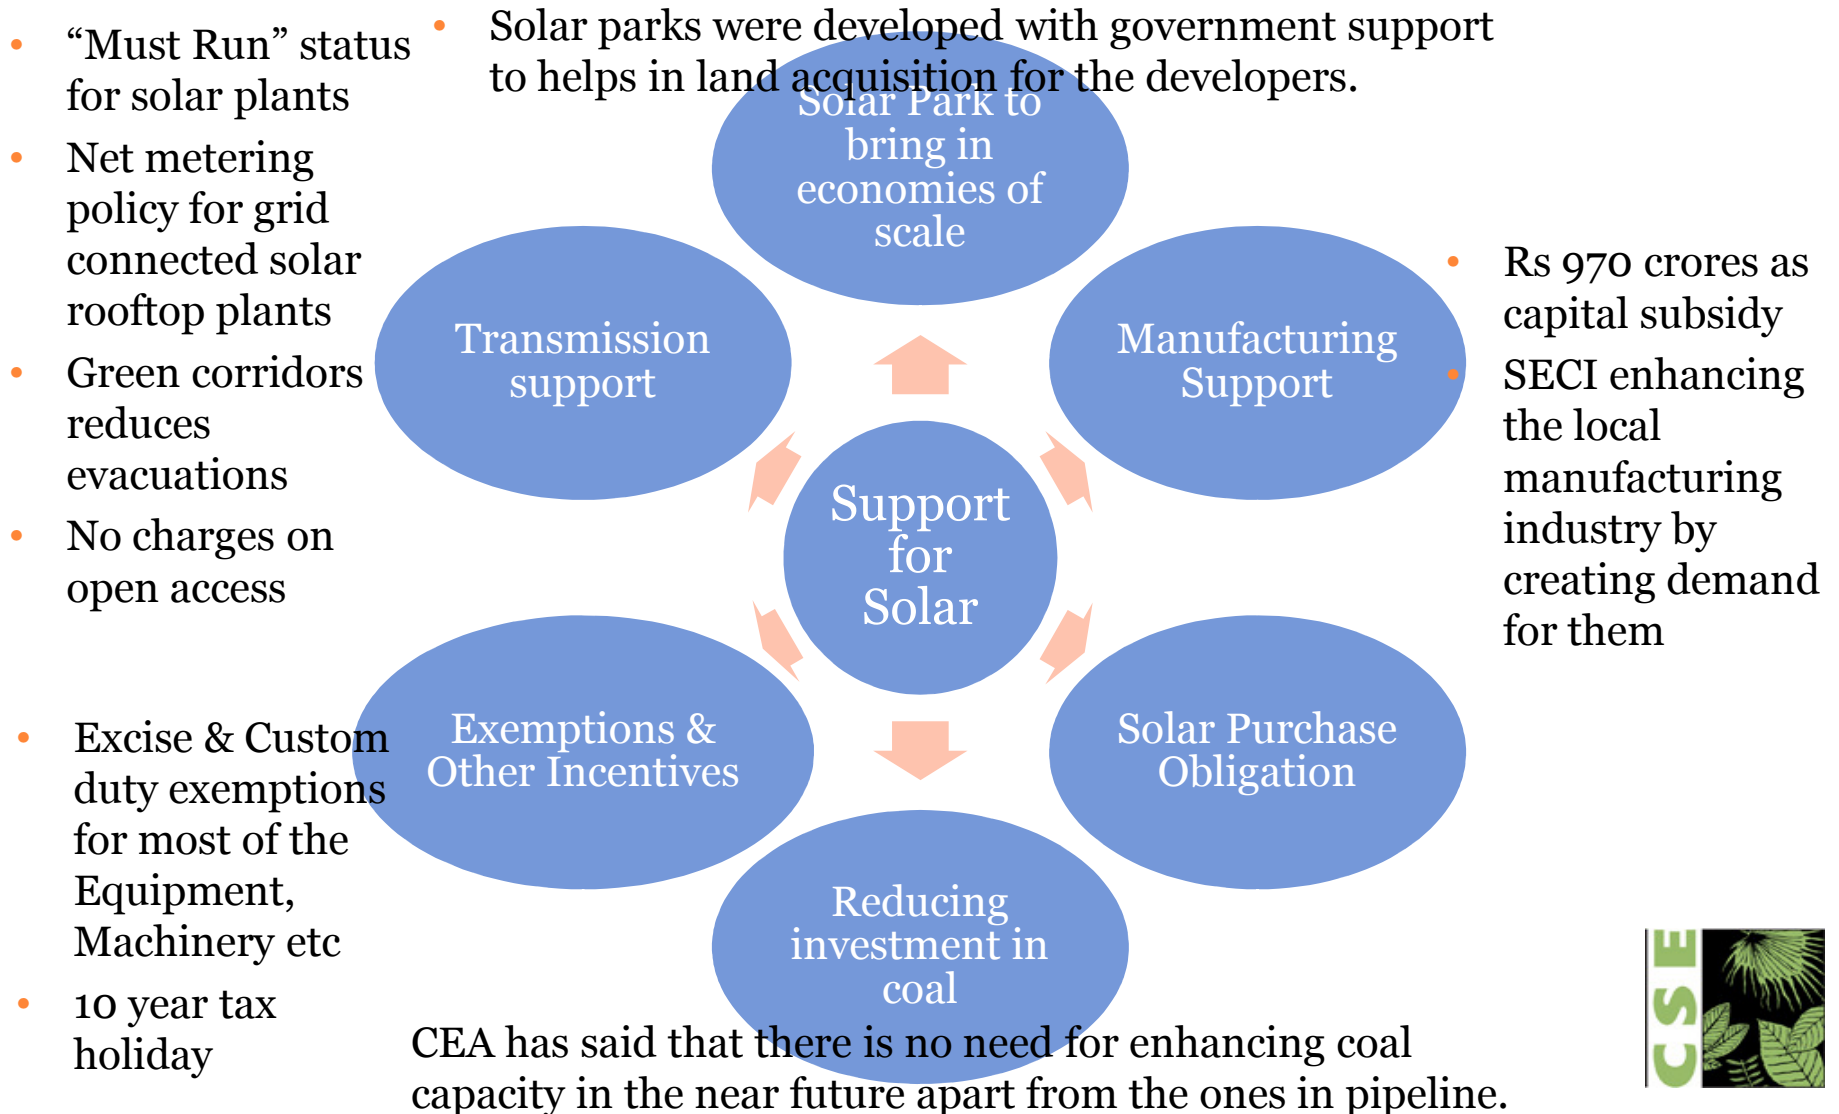 • “Must Run” status
for solar plants
• Net metering
policy for grid
connected solar
rooftop plants
• Green corridors
reduces
evacuations
• No charges on
open access
• Solar parks were developed with government support
to helps in land acquisition for the developers.
Solar Park to
bring in
economies of
scale
Transmission
support
Manufacturing
Support
• Rs 970 crores as
capital subsidy
• SECI enhancing
the local
manufacturing
industry by
creating demand
for them
Support
for
Solar
Exemptions &
Other Incentives
Solar Purchase
Obligation
• Excise & Custom
duty exemptions
for most of the
Equipment,
Machinery etc
• 10 year tax
holiday
Reducing
investment in
coal
CEA has said that there is no need for enhancing coal
capacity in the near future apart from the ones in pipeline.
CSE